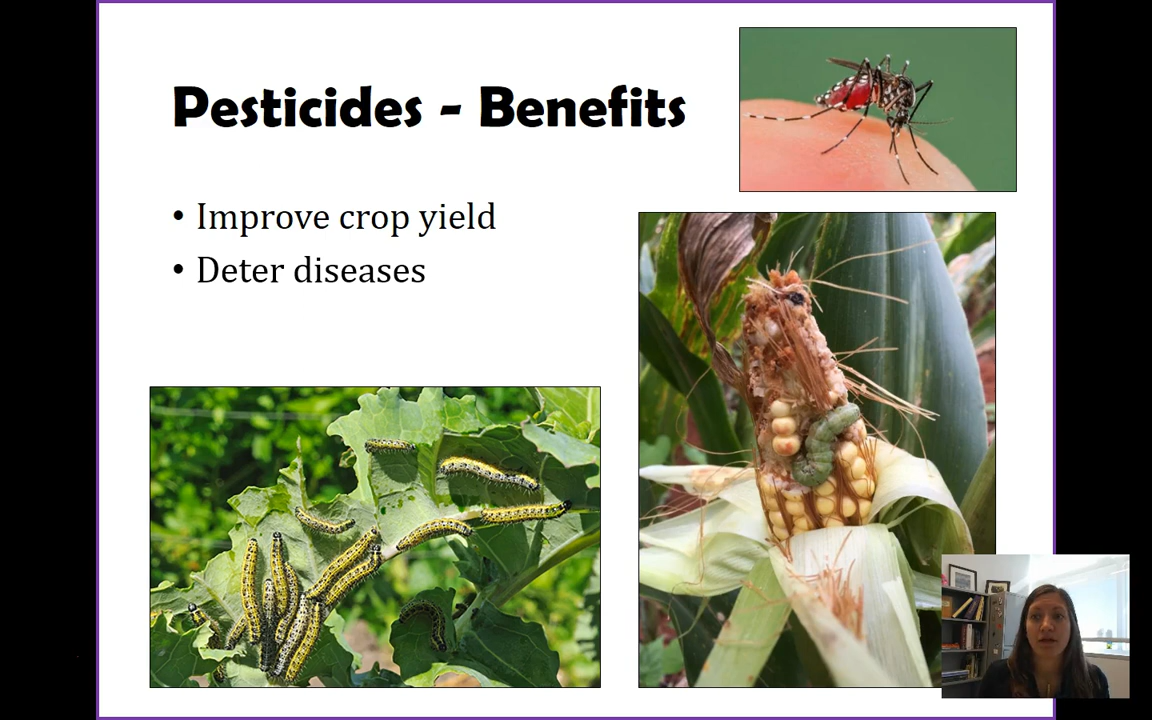 Pesticides - Benefits
• Improve crop yield
• Deter diseases